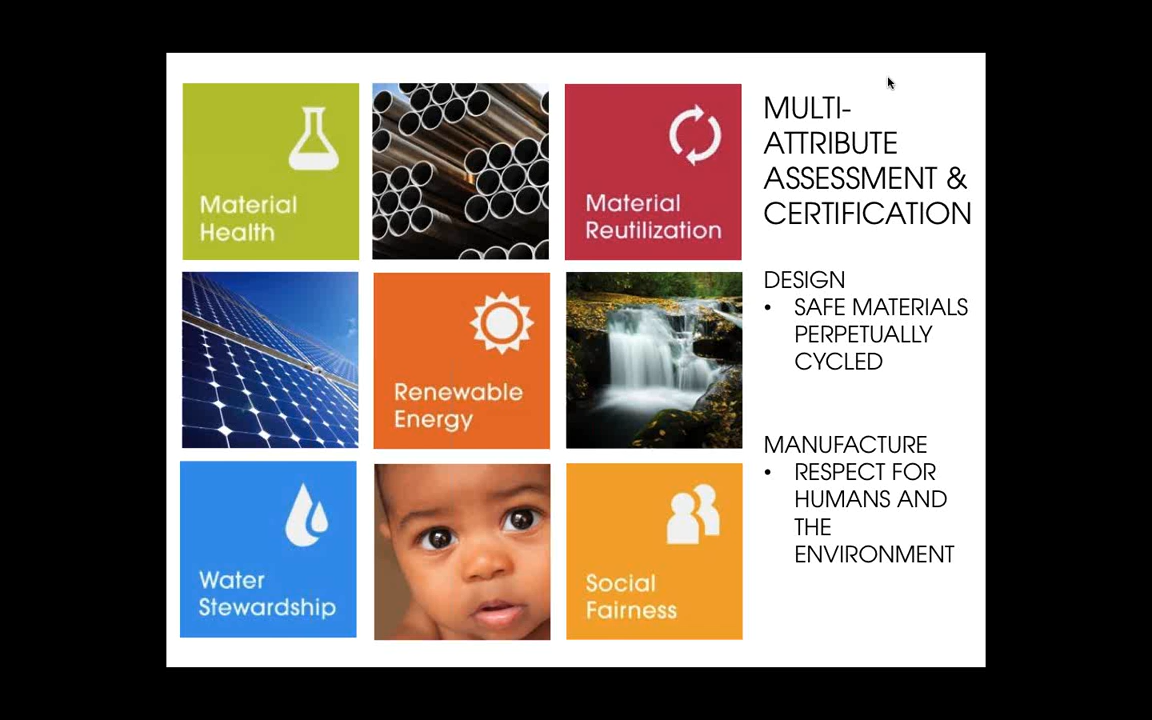 Material
Health
Material
Reutilization
Renewable
Energy
Water
Stewardship
Social
Fairness
MULTI-
ATTRIBUTE
ASSESSMENT &
CERTIFICATION
DESIGN
• SAFE MATERIALS
PERPETUALLY
CYCLED
MANUFACTURE
• RESPECT FOR
HUMANS AND
THE
ENVIRONMENT